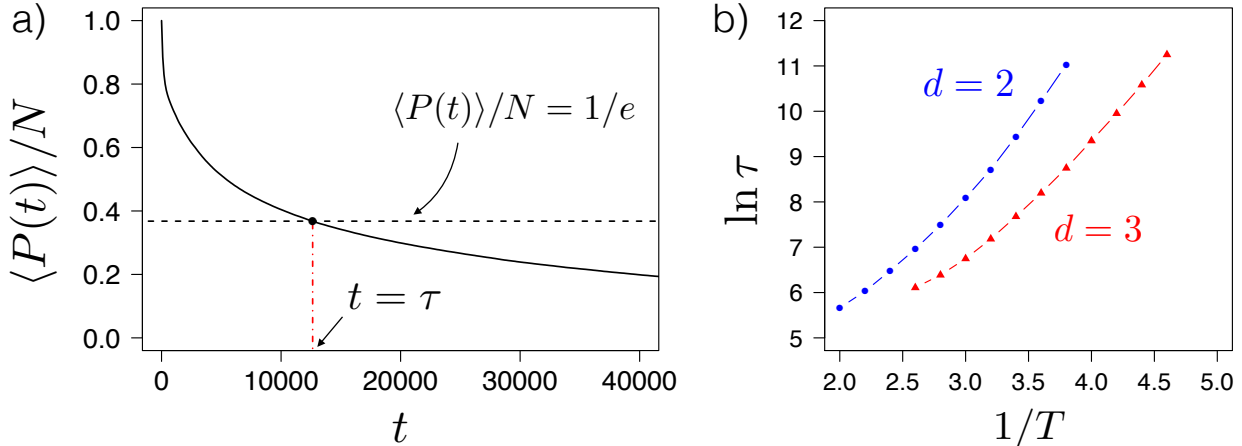 a)
⟨P(t)⟩/N
1.0
0.8
0.6
0.4
0.2
0.0
⟨P(t)⟩/N = 1/e
t = τ
0 10000 20000 30000 40000
t
b)
ln τ
12
11
10
9
8
7
6
5
d = 2
d = 3
2.0 2.5 3.0 3.5 4.0 4.5 5.0
1/T